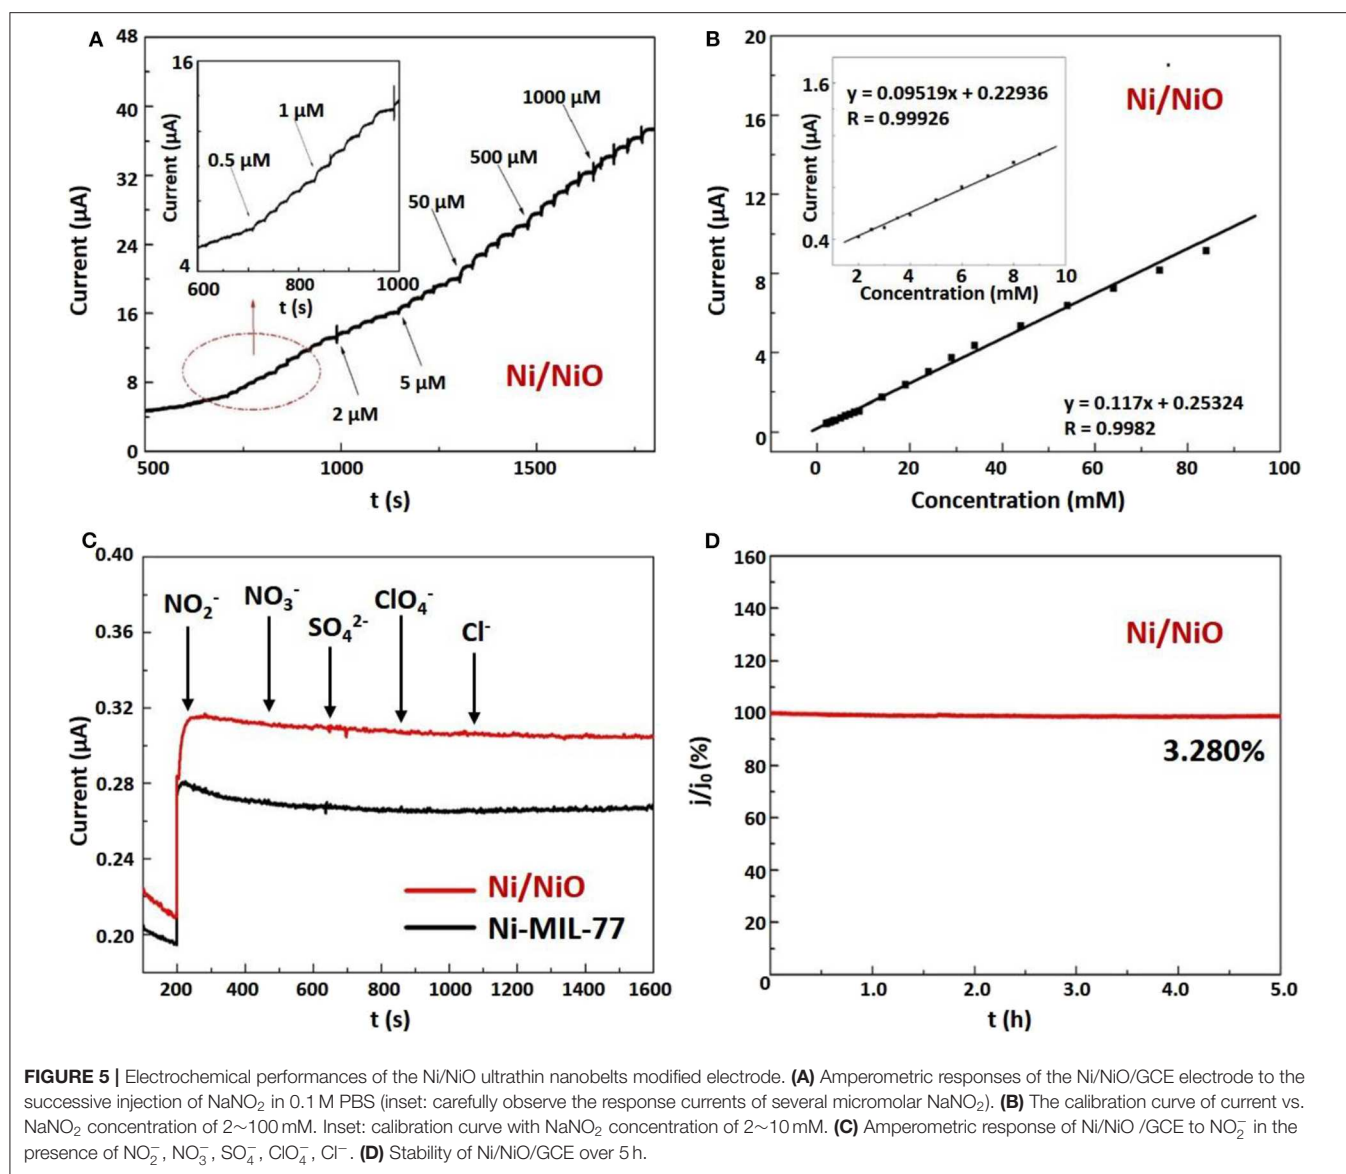 A
48
40
32
24
16
8
0
Current (µA)
500
1000
1500
t (s)
16
4
Current (µA)
600
800
1000
t (s)
0.5 µM
1 µM
2 µM
5 µM
50 µM
500 µM
1000 µM
Ni/NiO
B
20
16
12
8
4
0
Current (µA)
0
20
40
60
80
100
Concentration (mM)
1.6
0.4
Current (µA)
2
4
6
8
10
Concentration (mM)
y = 0.09519x + 0.22936
R = 0.99926
Ni/NiO
y = 0.117x + 0.25324
R = 0.9982
C
0.40
0.36
0.32
0.28
0.24
0.20
Current (µA)
200
400
600
800
1000
1200
1400
1600
t (s)
NO₂⁻
NO₃⁻
SO₄²⁻
ClO₄⁻
Cl⁻
Ni/NiO
Ni-MIL-77
D
160
140
120
100
80
60
40
20
0
j/j₀ (%)
1.0
2.0
3.0
4.0
5.0
t (h)
Ni/NiO
3.280%
FIGURE 5 | Electrochemical performances of the Ni/NiO ultrathin nanobelts modified electrode. (A) Amperometric responses of the Ni/NiO/GCE electrode to the
successive injection of NaNO₂ in 0.1 M PBS (inset: carefully observe the response currents of several micromolar NaNO₂). (B) The calibration curve of current vs.
NaNO₂ concentration of 2~100 mM. Inset: calibration curve with NaNO₂ concentration of 2~10 mM. (C) Amperometric response of Ni/NiO /GCE to NO₂⁻ in the
presence of NO₂⁻, NO₃⁻, SO₄⁻, ClO₄⁻, Cl⁻. (D) Stability of Ni/NiO/GCE over 5 h.